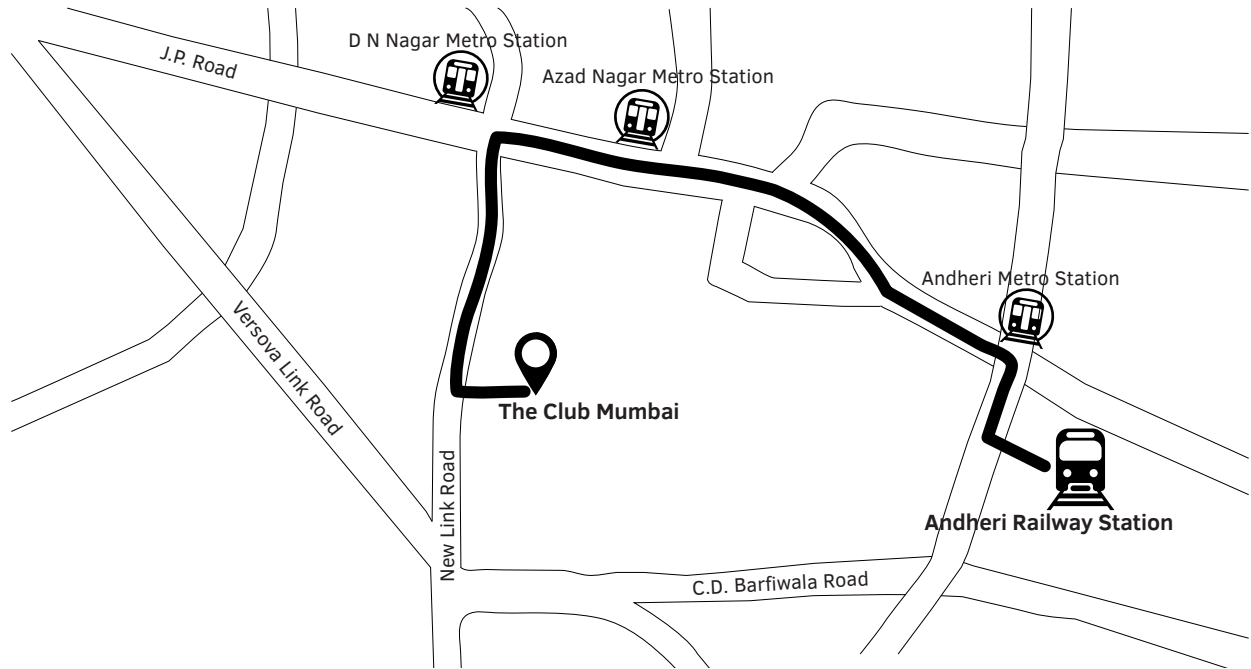 D N Nagar Metro Station
J.P. Road
Azad Nagar Metro Station
Andheri Metro Station
Versova Link Road
The Club Mumbai
New Link Road
Andheri Railway Station
C.D. Barfiwala Road